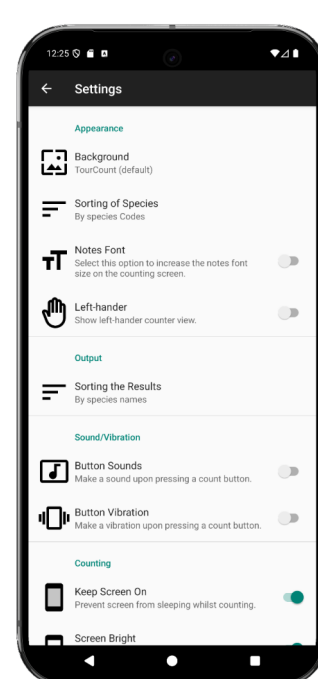 12:25
Settings
Appearance
Background
TourCount (default)
Sorting of Species
By species Codes
Notes Font
Select this option to increase the notes font
size on the counting screen.
Left-hander
Show left-hander counter view.
Output
Sorting the Results
By species names
Sound/Vibration
Button Sounds
Make a sound upon pressing a count button.
Button Vibration
Make a vibration upon pressing a count button.
Counting
Keep Screen On
Prevent screen from sleeping whilst counting.
Screen Bright